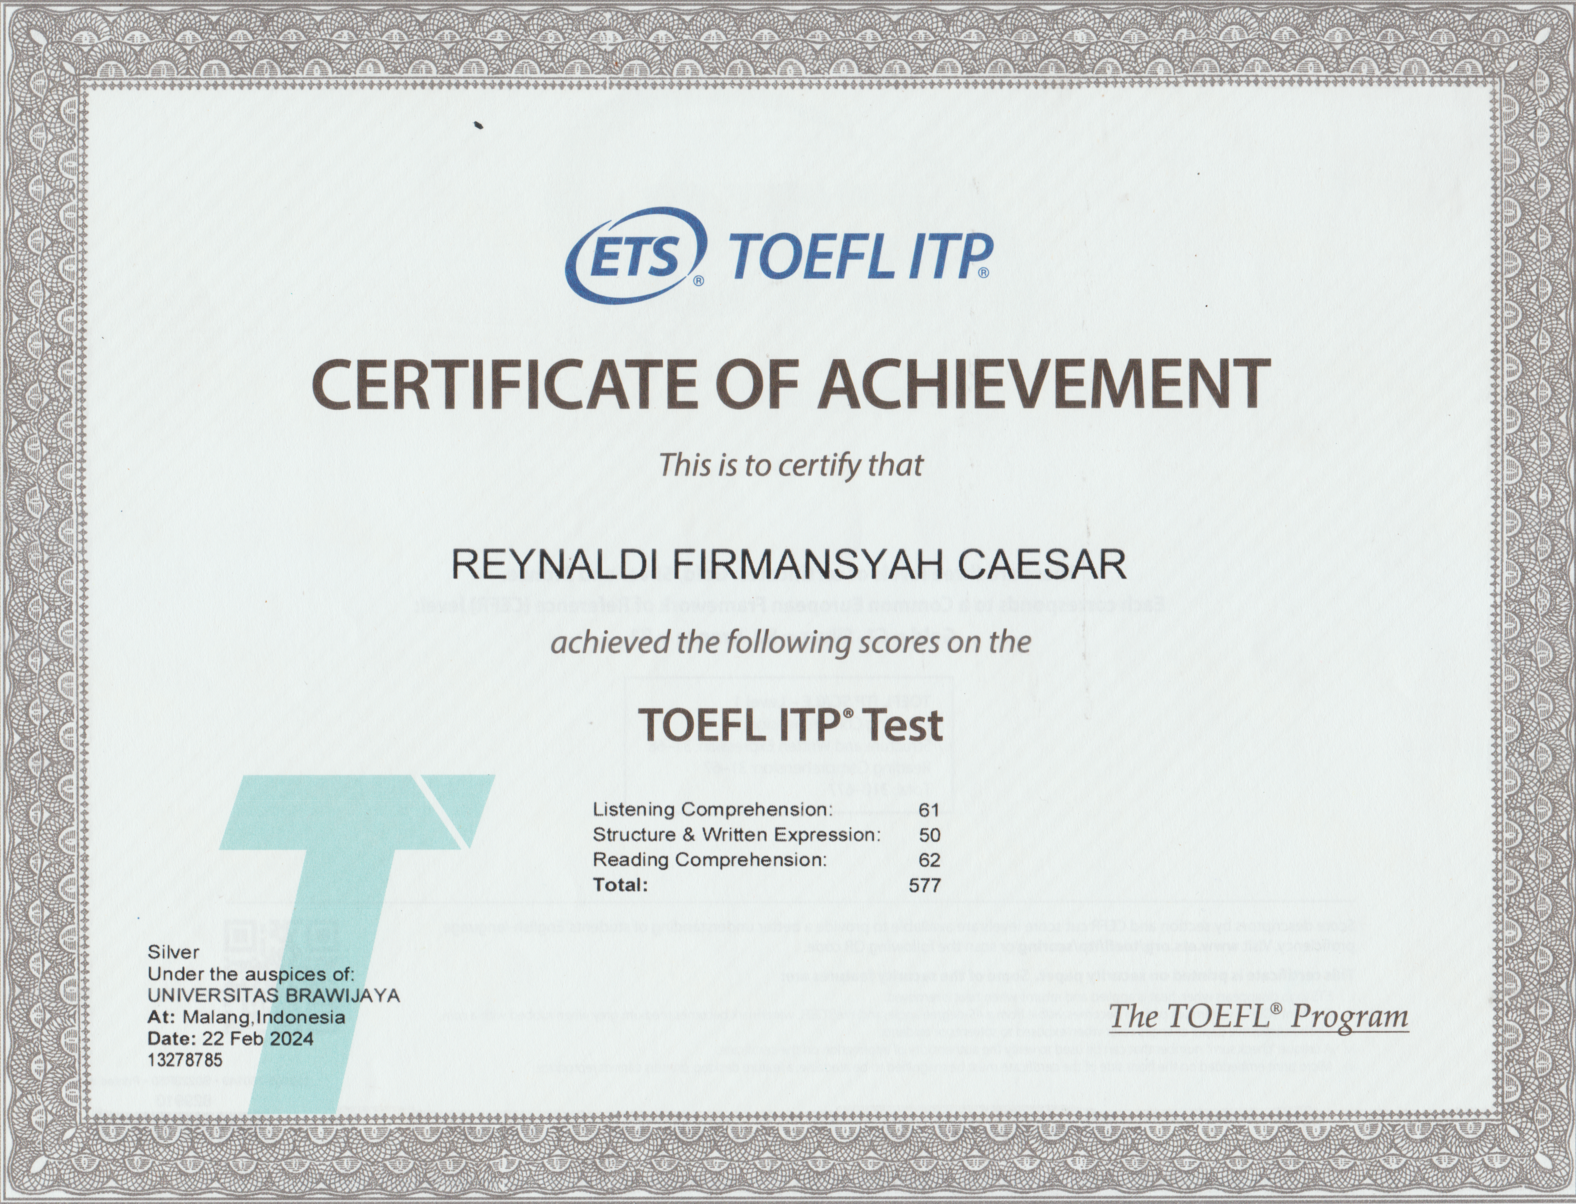 ETS® TOEFL ITP®
CERTIFICATE OF ACHIEVEMENT
This is to certify that
REYNALDI FIRMANSYAH CAESAR
achieved the following scores on the
TOEFL ITP® Test
Listening Comprehension: 61
Structure & Written Expression: 50
Reading Comprehension: 62
Total: 577
Silver
Under the auspices of:
UNIVERSITAS BRAWIJAYA
At: Malang,Indonesia
Date: 22 Feb 2024
13278785
The TOEFL® Program